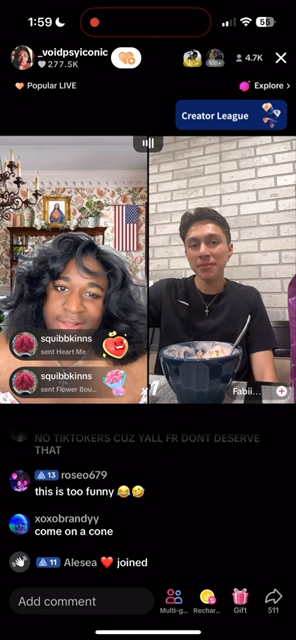 1:59
55
_voidpsyiconic
277.5K
100+
4.7K
Popular LIVE
Explore >
Creator League
squibbkinns
sent Heart Me
squibbkinns
sent Flower Bou...
x1
Fabii...
NO TIKTOKERS CUZ YALL FR DONT DESERVE
THAT
13 roseo679
this is too funny 😂🤣
xoxobrandyy
come on a cone
11 Alesea ❤️ joined
Add comment
Multi-g...
Rechar...
Gift
511